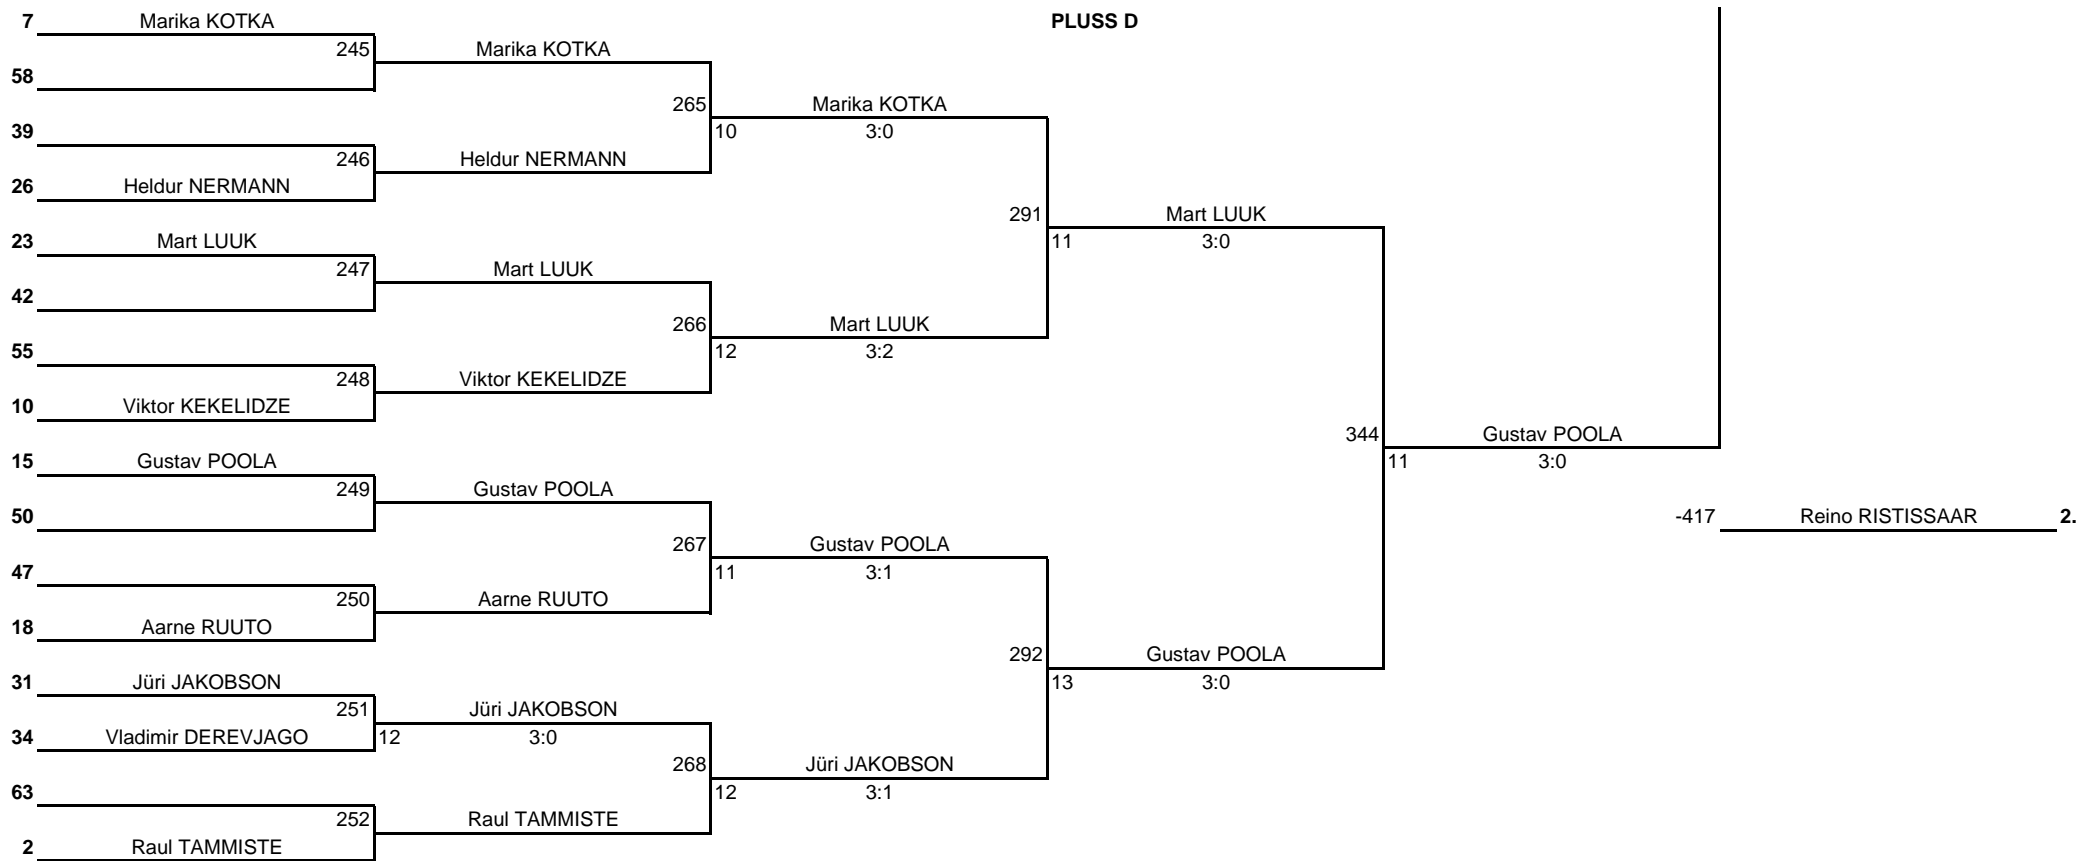 7 Marika KOTKA PLUSS D
245 Marika KOTKA
58
265 Marika KOTKA
39 10 3:0
246 Heldur NERMANN
26 Heldur NERMANN
291 Mart LUUK
23 Mart LUUK 11 3:0
247 Mart LUUK
42
266 Mart LUUK
55 12 3:2
248 Viktor KEKELIDZE
10 Viktor KEKELIDZE
344 Gustav POOLA
15 Gustav POOLA 11 3:0
249 Gustav POOLA
50 -417 Reino RISTISSAAR 2.
267 Gustav POOLA
47 11 3:1
250 Aarne RUUTO
18 Aarne RUUTO
292 Gustav POOLA
31 Jüri JAKOBSON 13 3:0
251 Jüri JAKOBSON
34 Vladimir DEREVJAGO 12 3:0
268 Jüri JAKOBSON
63 12 3:1
252 Raul TAMMISTE
2 Raul TAMMISTE